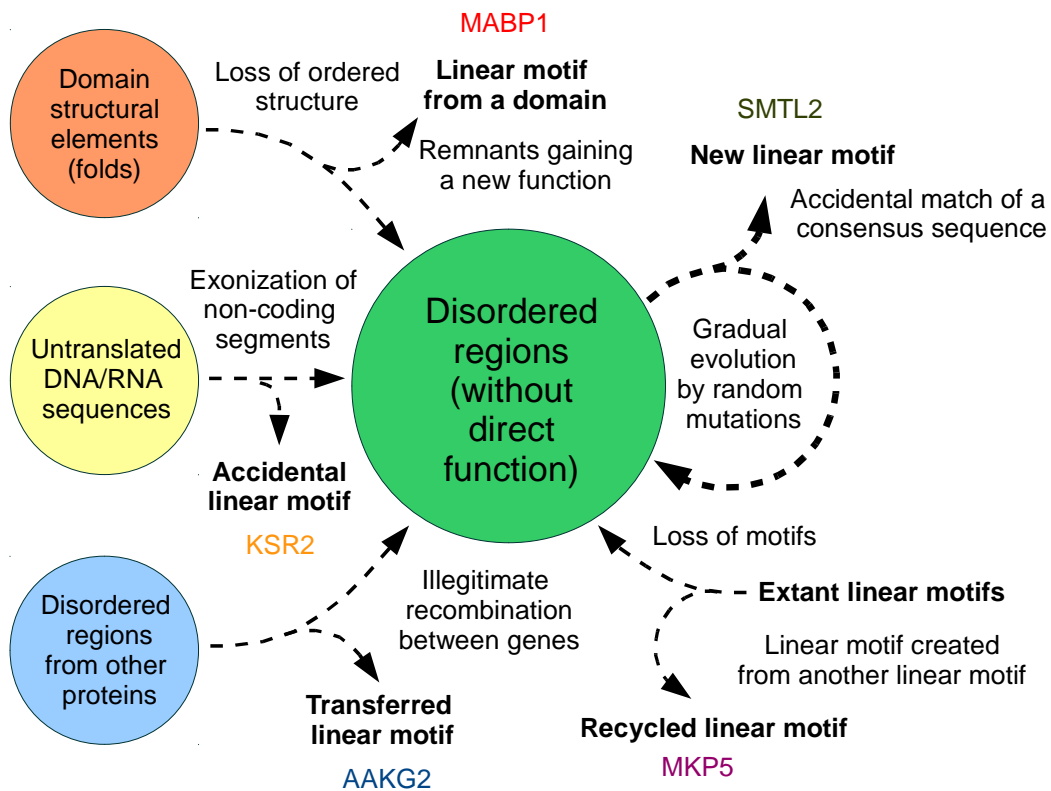 MABP1
Domain
structural
elements
(folds)
Loss of ordered
structure
Linear motif
from a domain
Remnants gaining
a new function
SMTL2
New linear motif
Accidental match of a
consensus sequence
Untranslated
DNA/RNA
sequences
Exonization of
non-coding
segments
Accidental
linear motif
KSR2
Disordered
regions
(without
direct
function)
Gradual
evolution
by random
mutations
Disordered
regions
from other
proteins
Illegitimate
recombination
between genes
Transferred
linear motif
AAKG2
Loss of motifs
Extant linear motifs
Linear motif created
from another linear motif
Recycled linear motif
MKP5